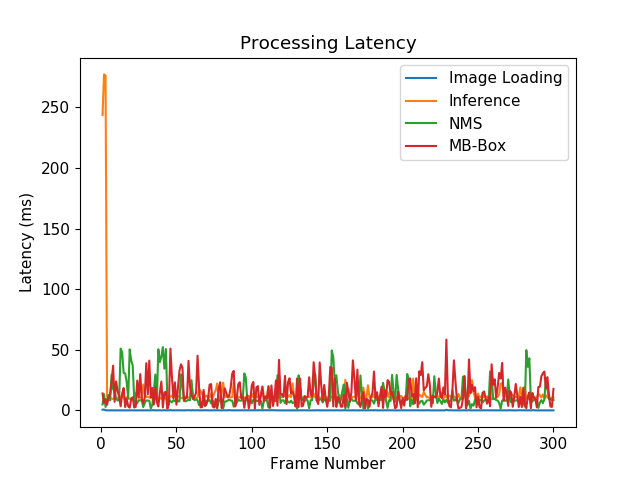 Processing Latency
Image Loading
Inference
NMS
MB-Box
Latency (ms)
250
200
150
100
50
0
0 50 100 150 200 250 300
Frame Number